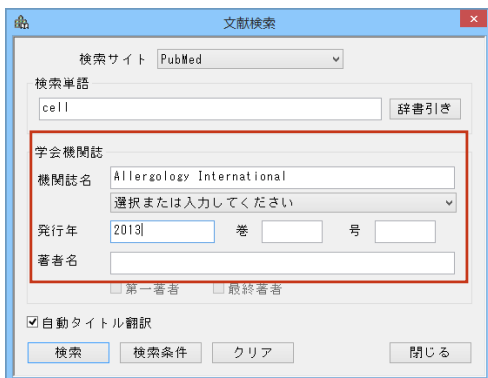 文献検索
検索サイト PubMed
検索単語
cell 辞書引き
学会機関誌
機関誌名 Allergology International
選択または入力してください
発行年 2013 巻 号
著者名
第一著者 最終著者
自動タイトル翻訳
検索 検索条件 クリア 閉じる